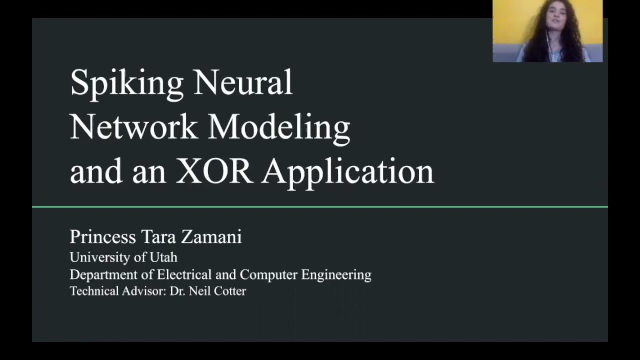 Spiking Neural
Network Modeling
and an XOR Application
Princess Tara Zamani
University of Utah
Department of Electrical and Computer Engineering
Technical Advisor: Dr. Neil Cotter